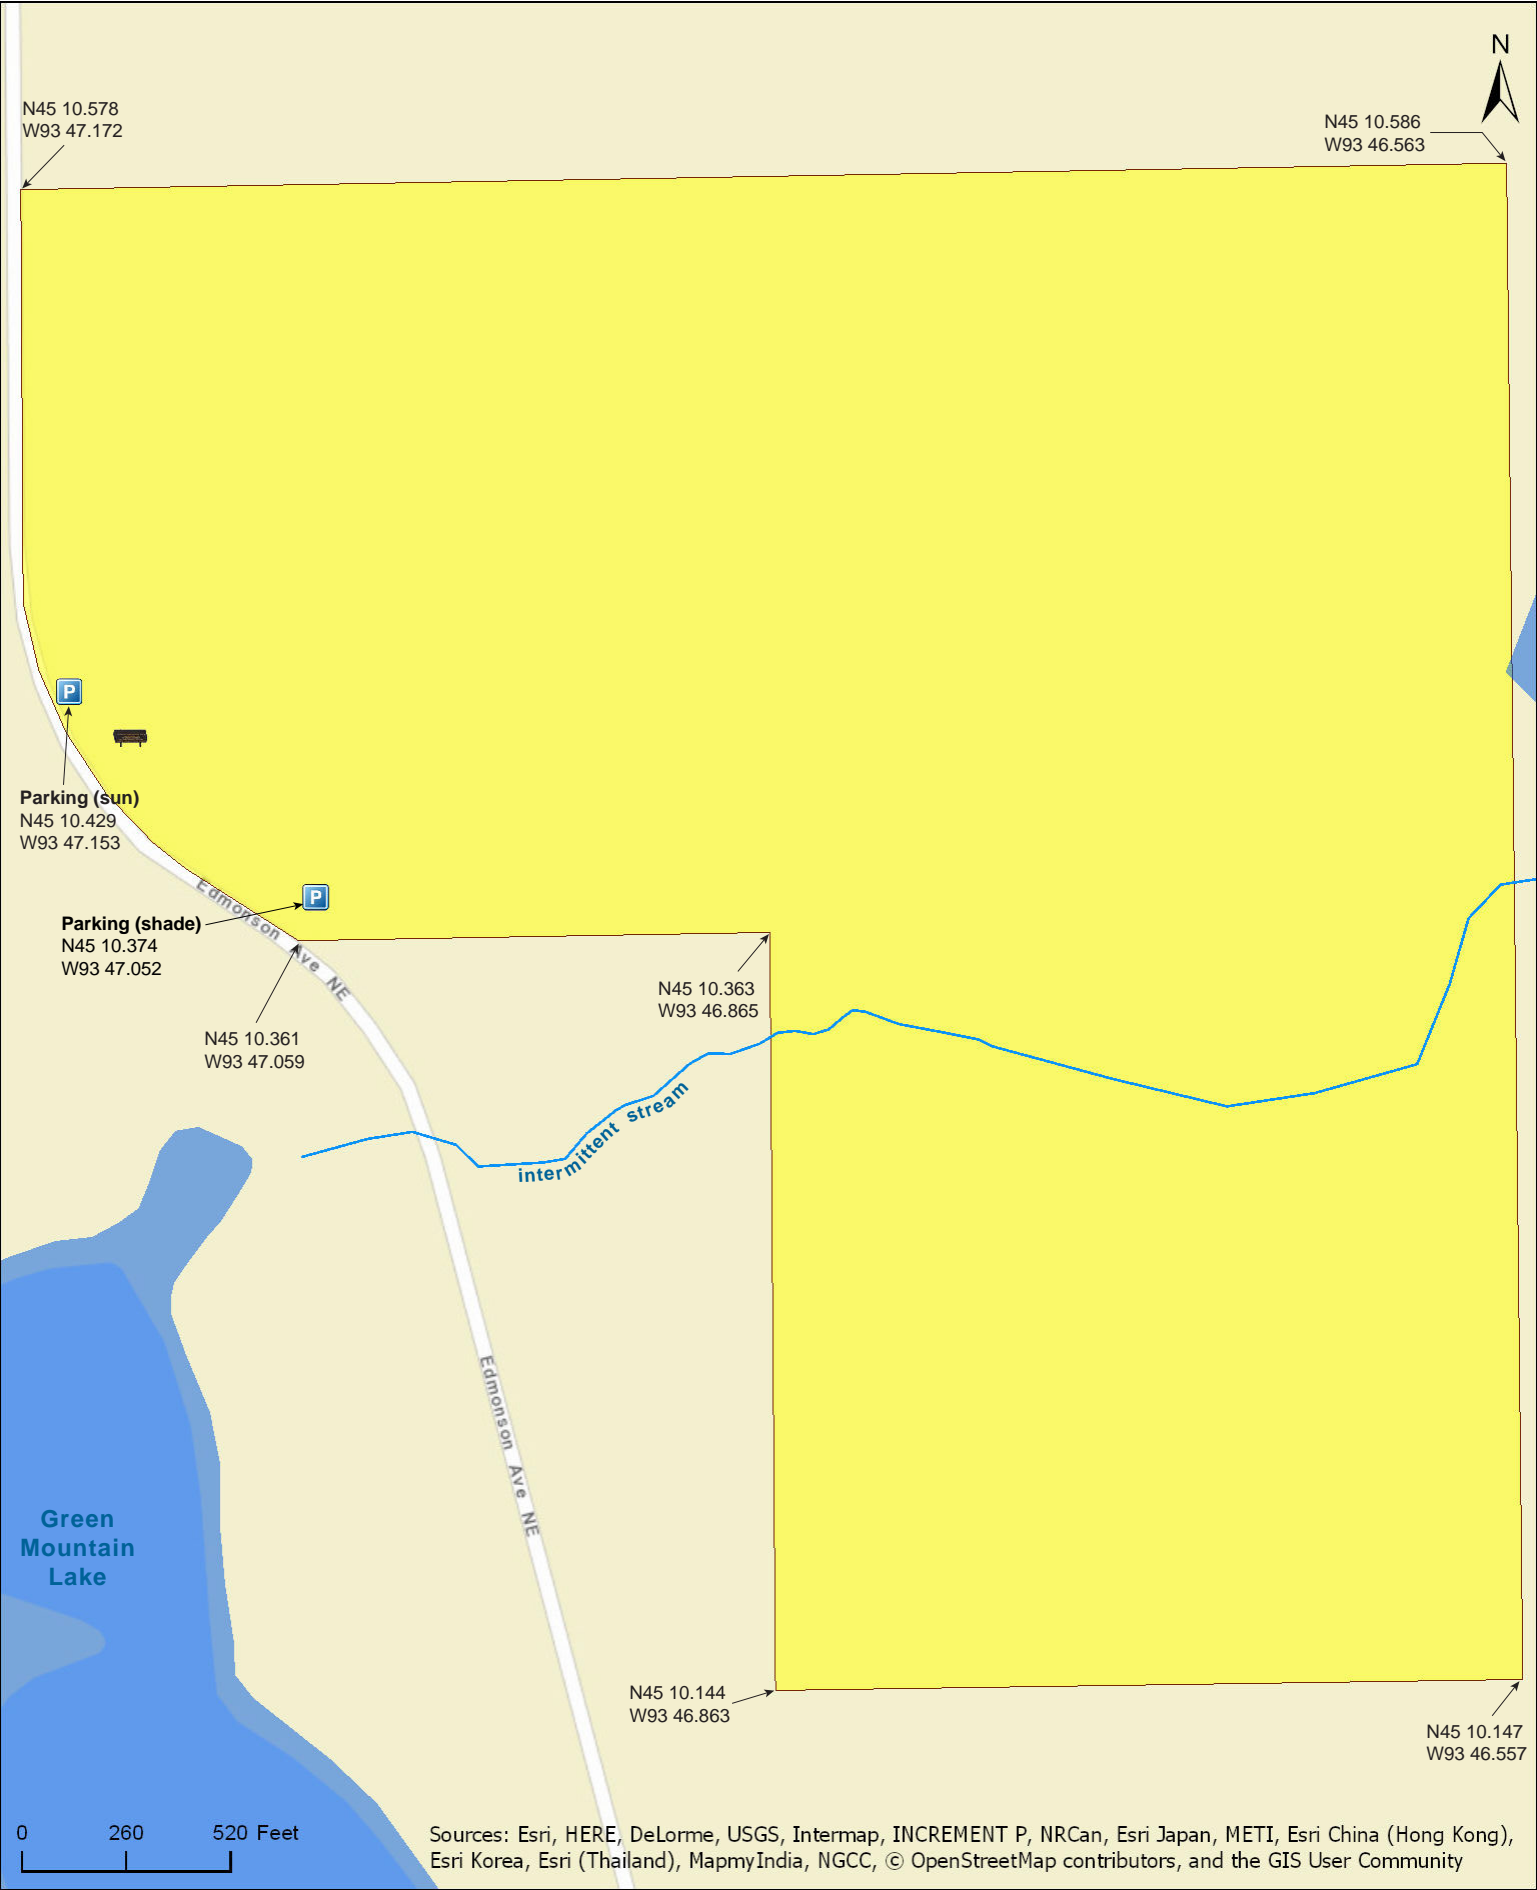 N
N45 10.578
W93 47.172
N45 10.586
W93 46.563
P
Parking (sun)
N45 10.429
W93 47.153
Edmonson Ave NE
P
Parking (shade)
N45 10.374
W93 47.052
N45 10.363
W93 46.865
N45 10.361
W93 47.059
intermittent stream
Edmonson Ave NE
Green
Mountain
Lake
N45 10.144
W93 46.863
N45 10.147
W93 46.557
0 260 520 Feet
Sources: Esri, HERE, DeLorme, USGS, Intermap, INCREMENT P, NRCan, Esri Japan, METI, Esri China (Hong Kong),
Esri Korea, Esri (Thailand), MapmyIndia, NGCC, © OpenStreetMap contributors, and the GIS User Community